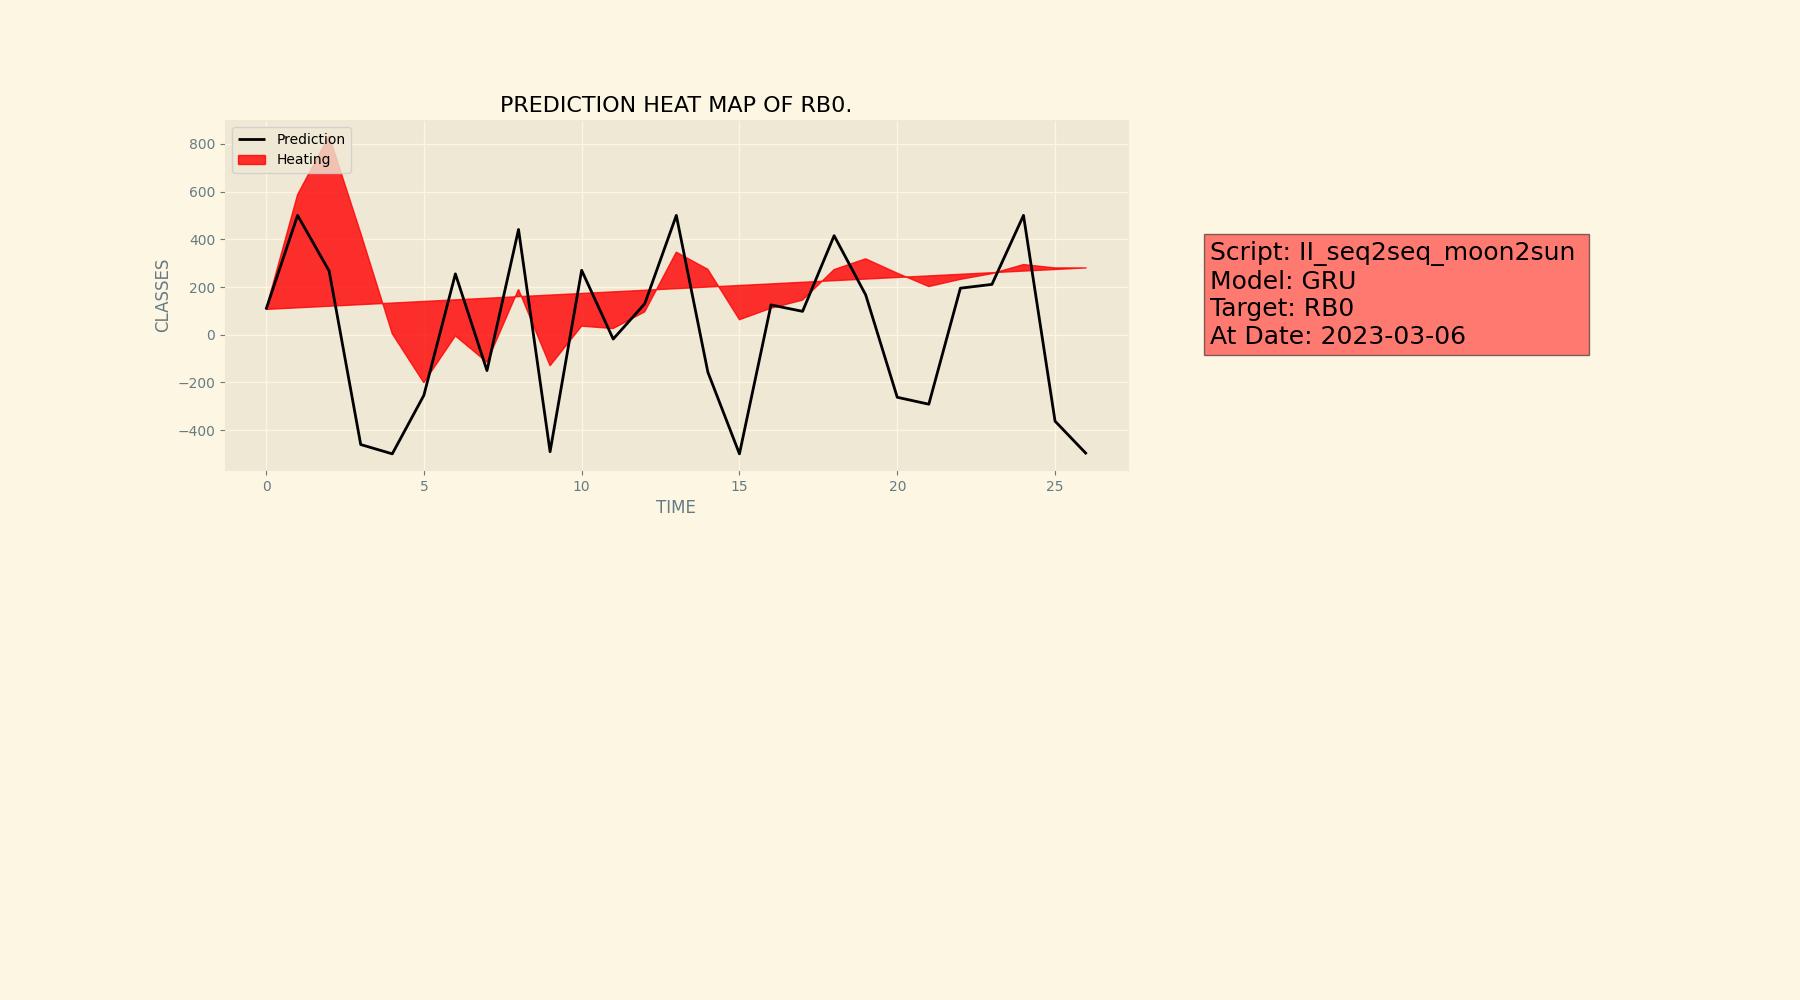 PREDICTION HEAT MAP OF RB0.
Prediction
Heating
CLASSES
800
600
400
200
0
−200
−400
0 5 10 15 20 25
TIME
Script: II_seq2seq_moon2sun
Model: GRU
Target: RB0
At Date: 2023-03-06